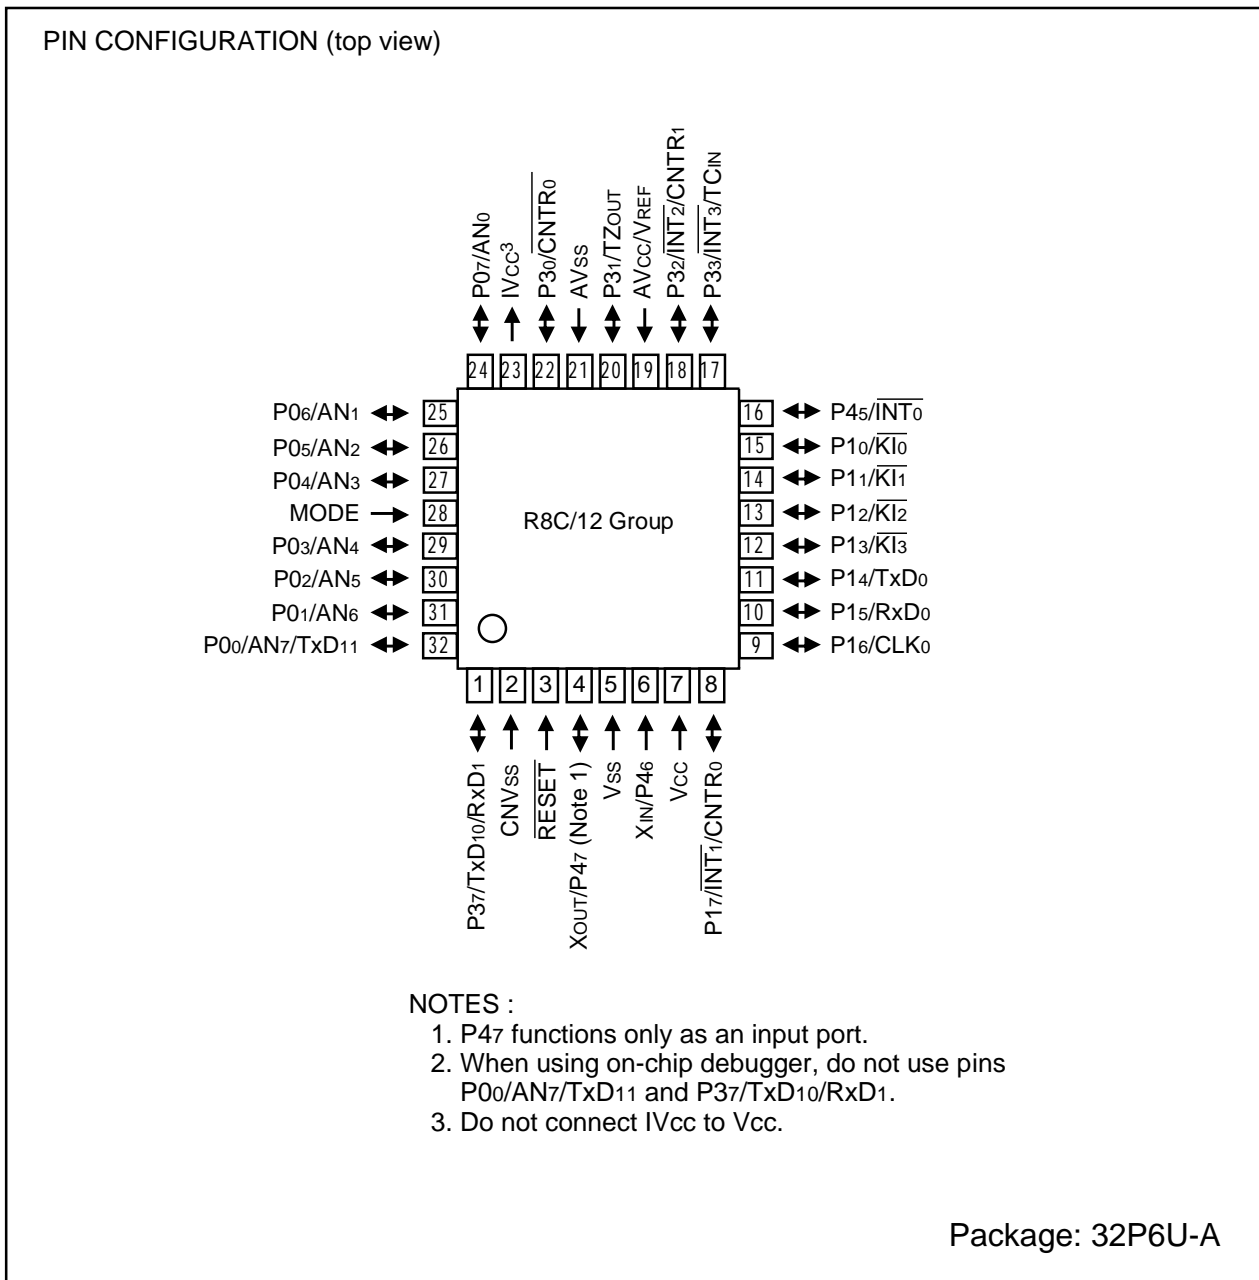 PIN CONFIGURATION (top view)
P07/AN0
IVCC3
P30/CNTR0
AVSS
P31/TZOUT
AVCC/VREF
P32/INT2/CNTR1
P33/INT3/TCIN
24 23 22 21 20 19 18 17
P06/AN1 25
P05/AN2 26
P04/AN3 27
MODE 28
P03/AN4 29
P02/AN5 30
P01/AN6 31
P00/AN7/TxD11 32
R8C/12 Group
16 P45/INT0
15 P10/KI0
14 P11/KI1
13 P12/KI2
12 P13/KI3
11 P14/TxD0
10 P15/RxD0
9 P16/CLK0
1 2 3 4 5 6 7 8
P37/TxD10/RxD1
CNVSS
RESET
XOUT/P47 (Note 1)
VSS
XIN/P46
VCC
P17/INT1/CNTR0
NOTES :
1. P47 functions only as an input port.
2. When using on-chip debugger, do not use pins
P00/AN7/TxD11 and P37/TxD10/RxD1.
3. Do not connect IVcc to Vcc.
Package: 32P6U-A